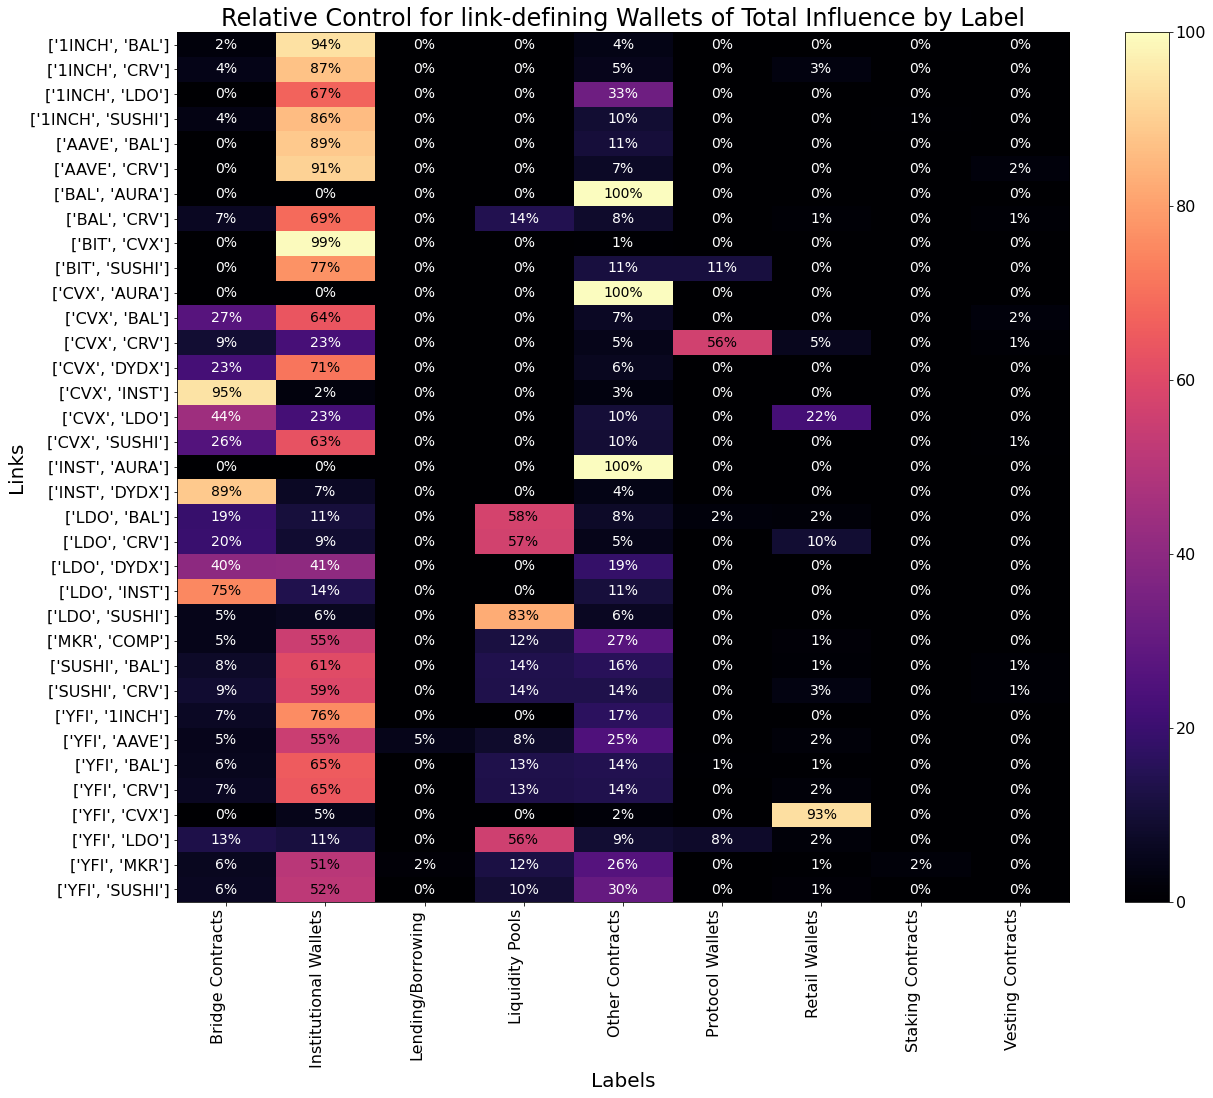 Relative Control for link-defining Wallets of Total Influence by Label
['1INCH', 'BAL'] 2% 94% 0% 0% 4% 0% 0% 0% 0%
['1INCH', 'CRV'] 4% 87% 0% 0% 5% 0% 3% 0% 0%
['1INCH', 'LDO'] 0% 67% 0% 0% 33% 0% 0% 0% 0%
['1INCH', 'SUSHI'] 4% 86% 0% 0% 10% 0% 0% 1% 0%
['AAVE', 'BAL'] 0% 89% 0% 0% 11% 0% 0% 0% 0%
['AAVE', 'CRV'] 0% 91% 0% 0% 7% 0% 0% 0% 2%
['BAL', 'AURA'] 0% 0% 0% 0% 100% 0% 0% 0% 0%
['BAL', 'CRV'] 7% 69% 0% 14% 8% 0% 1% 0% 1%
['BIT', 'CVX'] 0% 99% 0% 0% 1% 0% 0% 0% 0%
['BIT', 'SUSHI'] 0% 77% 0% 0% 11% 11% 0% 0% 0%
['CVX', 'AURA'] 0% 0% 0% 0% 100% 0% 0% 0% 0%
['CVX', 'BAL'] 27% 64% 0% 0% 7% 0% 0% 0% 2%
['CVX', 'CRV'] 9% 23% 0% 0% 5% 56% 5% 0% 1%
['CVX', 'DYDX'] 23% 71% 0% 0% 6% 0% 0% 0% 0%
['CVX', 'INST'] 95% 2% 0% 0% 3% 0% 0% 0% 0%
['CVX', 'LDO'] 44% 23% 0% 0% 10% 0% 22% 0% 0%
['CVX', 'SUSHI'] 26% 63% 0% 0% 10% 0% 0% 0% 1%
['INST', 'AURA'] 0% 0% 0% 0% 100% 0% 0% 0% 0%
['INST', 'DYDX'] 89% 7% 0% 0% 4% 0% 0% 0% 0%
['LDO', 'BAL'] 19% 11% 0% 58% 8% 2% 2% 0% 0%
['LDO', 'CRV'] 20% 9% 0% 57% 5% 0% 10% 0% 0%
['LDO', 'DYDX'] 40% 41% 0% 0% 19% 0% 0% 0% 0%
['LDO', 'INST'] 75% 14% 0% 0% 11% 0% 0% 0% 0%
['LDO', 'SUSHI'] 5% 6% 0% 83% 6% 0% 0% 0% 0%
['MKR', 'COMP'] 5% 55% 0% 12% 27% 0% 1% 0% 0%
['SUSHI', 'BAL'] 8% 61% 0% 14% 16% 0% 1% 0% 1%
['SUSHI', 'CRV'] 9% 59% 0% 14% 14% 0% 3% 0% 1%
['YFI', '1INCH'] 7% 76% 0% 0% 17% 0% 0% 0% 0%
['YFI', 'AAVE'] 5% 55% 5% 8% 25% 0% 2% 0% 0%
['YFI', 'BAL'] 6% 65% 0% 13% 14% 1% 1% 0% 0%
['YFI', 'CRV'] 7% 65% 0% 13% 14% 0% 2% 0% 0%
['YFI', 'CVX'] 0% 5% 0% 0% 2% 0% 93% 0% 0%
['YFI', 'LDO'] 13% 11% 0% 56% 9% 8% 2% 0% 0%
['YFI', 'MKR'] 6% 51% 2% 12% 26% 0% 1% 2% 0%
['YFI', 'SUSHI'] 6% 52% 0% 10% 30% 0% 1% 0% 0%
Links
Bridge Contracts
Institutional Wallets
Lending/Borrowing
Liquidity Pools
Other Contracts
Protocol Wallets
Retail Wallets
Staking Contracts
Vesting Contracts
Labels
100
80
60
40
20
0